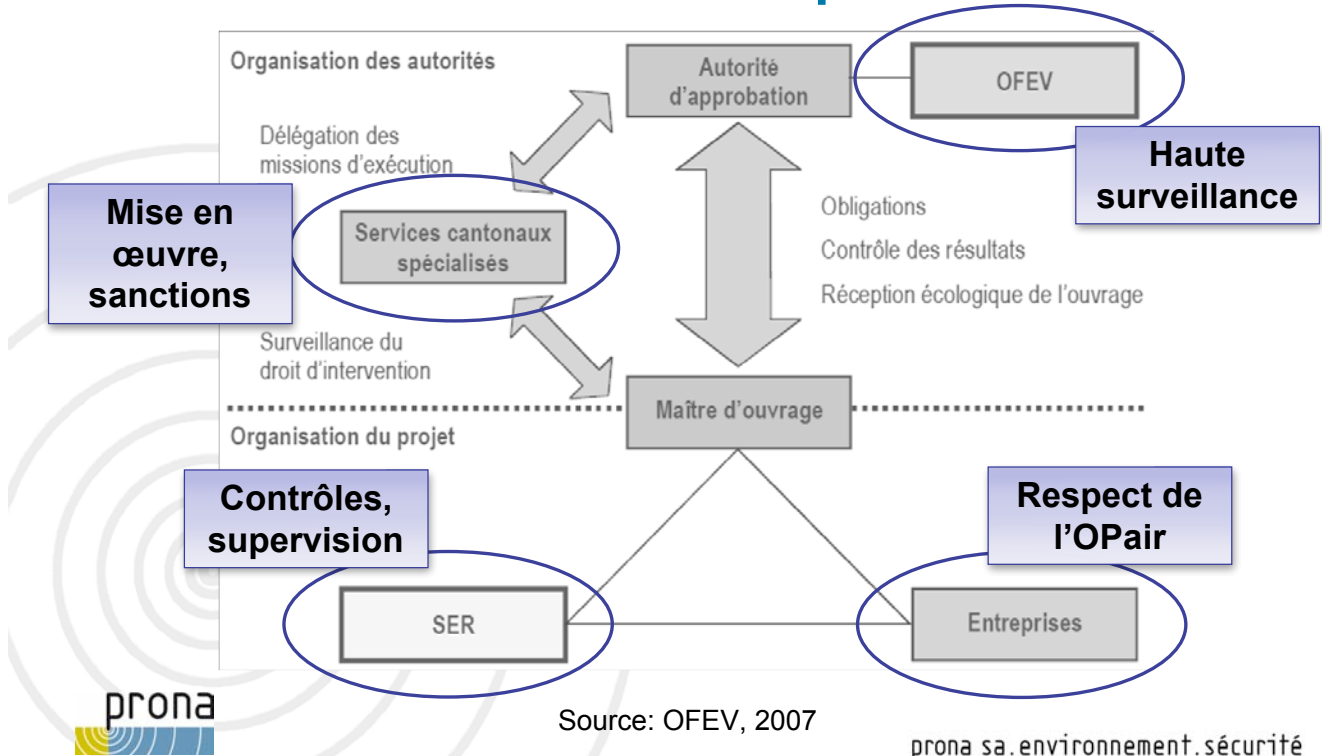 Organisation des autorités
Autorité
d'approbation
OFEV
Haute
surveillance
Délégation des
missions d'exécution
Mise en
œuvre,
sanctions
Services cantonaux
spécialisés
Obligations
Contrôle des résultats
Réception écologique de l'ouvrage
Surveillance du
droit d'intervention
Maître d'ouvrage
Organisation du projet
Contrôles,
supervision
Respect de
l'OPair
SER
Entreprises
prona
Source: OFEV, 2007
prona sa.environnement.sécurité